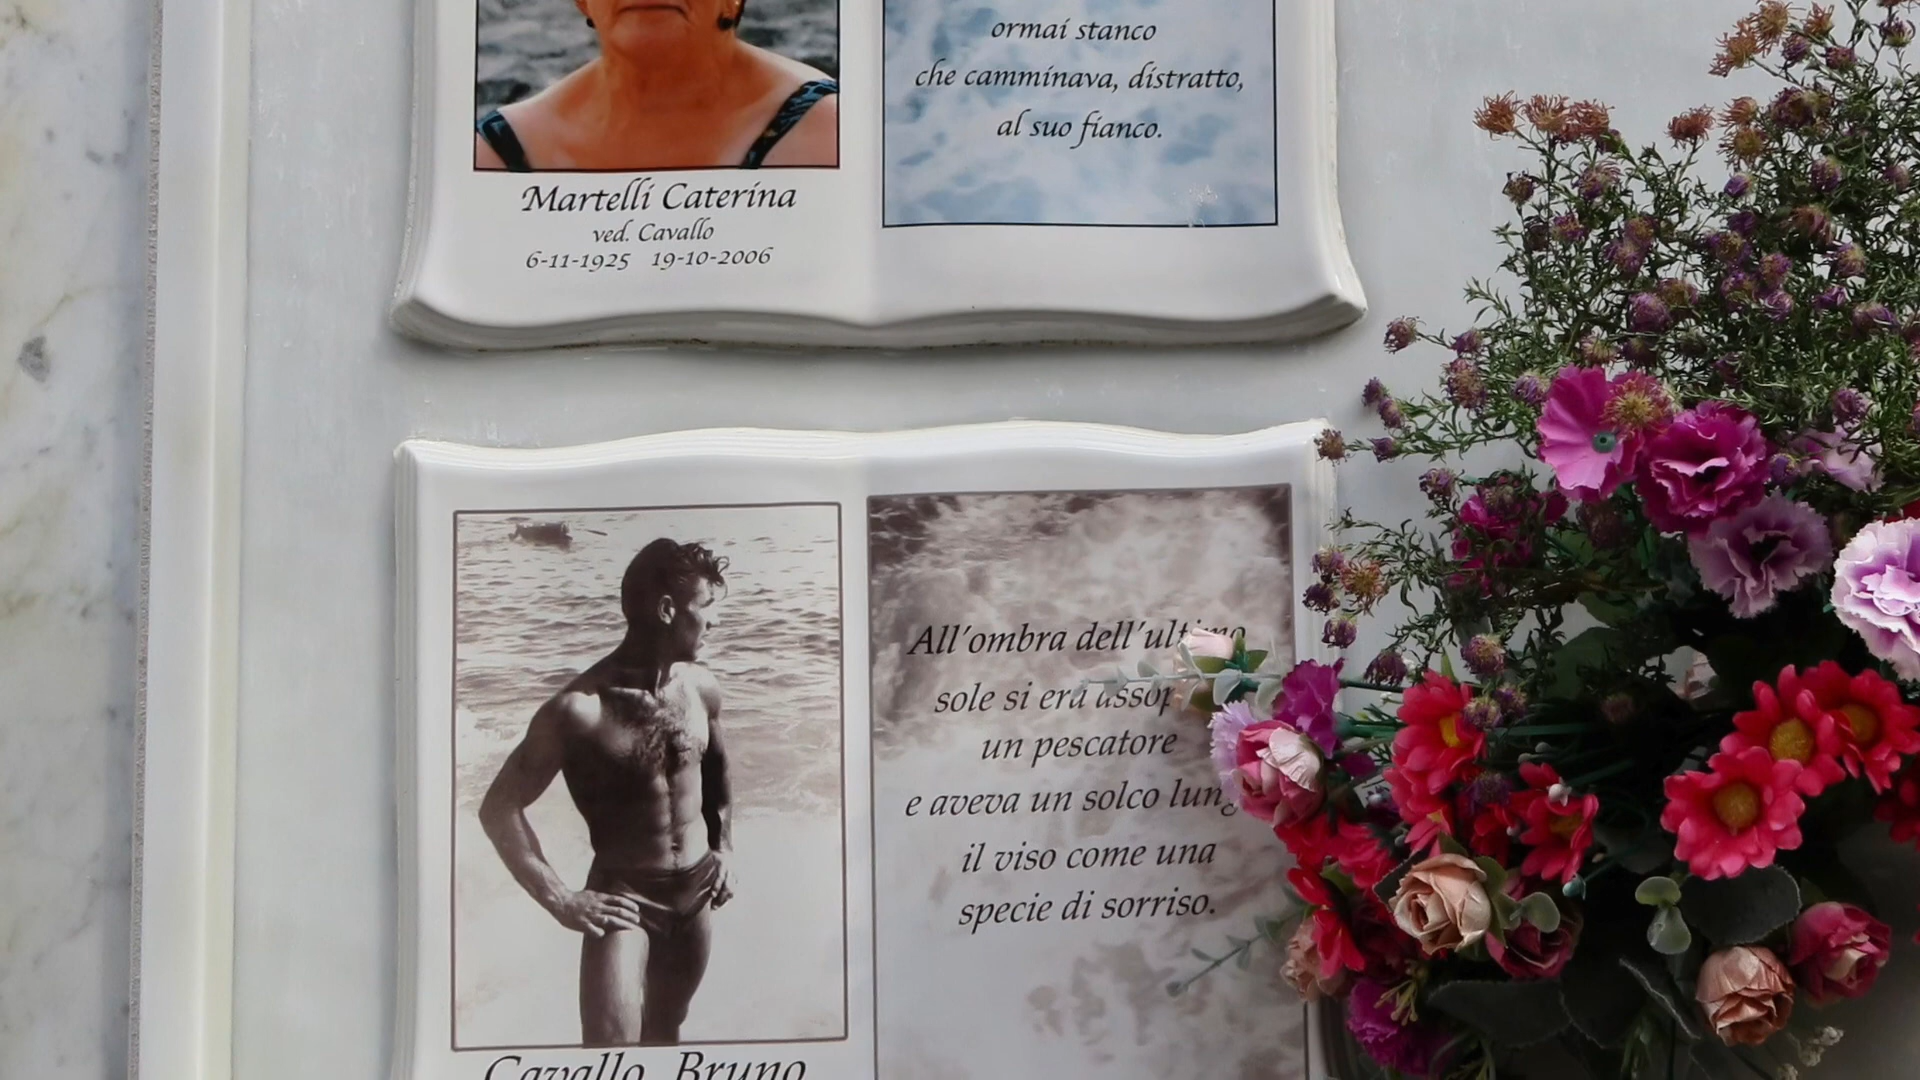 ormai stanco
che camminava, distratto,
al suo fianco.
Martelli Caterina
ved. Cavallo
6-11-1925 19-10-2006
All'ombra dell'ultimo
sole si era
un pescatore
e aveva un solco
il viso come una
specie di sorriso.
Cavallo Bruno